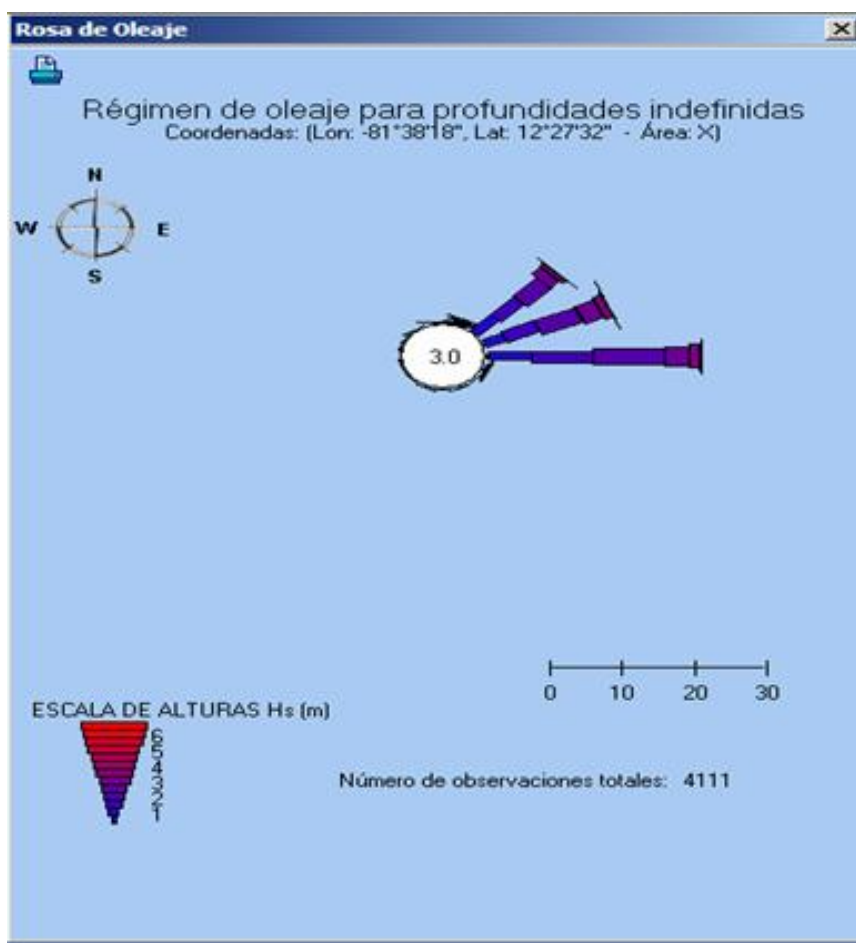 Rosa de Oleaje
Régimen de oleaje para profundidades indefinidas
Coordenadas: (Lon: -81°38'18", Lat: 12°27'32" - Área: X)
N
W E
S
3.0
0 10 20 30
ESCALA DE ALTURAS Hs (m)
6
5
4
3
2
1
Número de observaciones totales: 4111